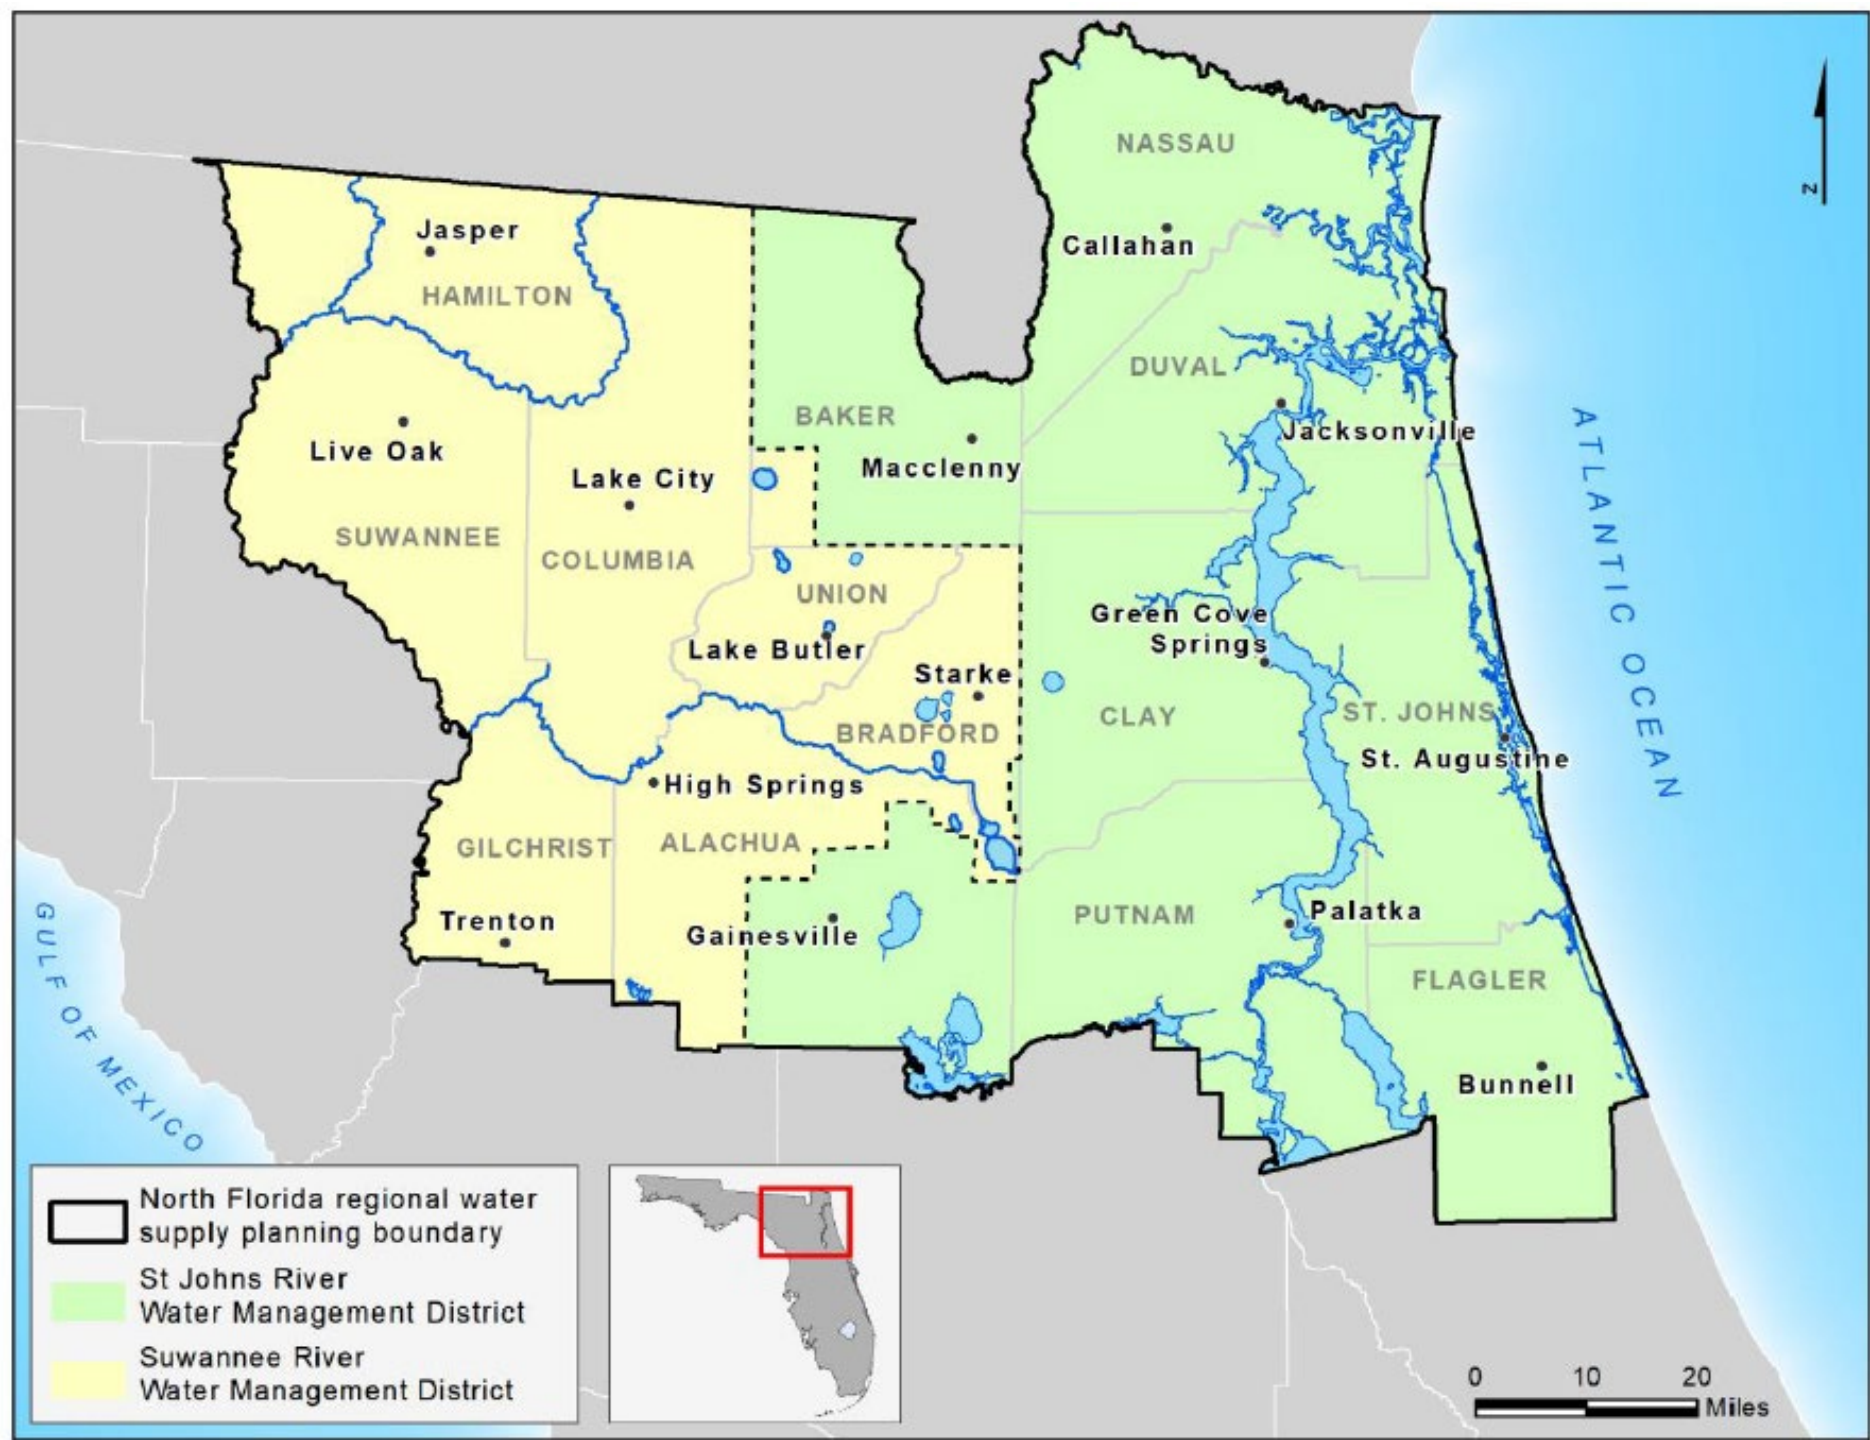 NASSAU
Z
Jasper
Callahan
HAMILTON
DUVAL
BAKER
Jacksonville
Live Oak
Macclenny
Lake City
SUWANNEE
COLUMBIA
UNION
Green Cove
Springs
Lake Butler
Starke
CLAY
ST. JOHNS
BRADFORD
St. Augustine
ATLANTIC OCEAN
High Springs
GILCHRIST
ALACHUA
PUTNAM
Palatka
Trenton
Gainesville
FLAGLER
GULF OF MEXICO
Bunnell
North Florida regional water
supply planning boundary
St Johns River
Water Management District
Suwannee River
Water Management District
0 10 20
Miles